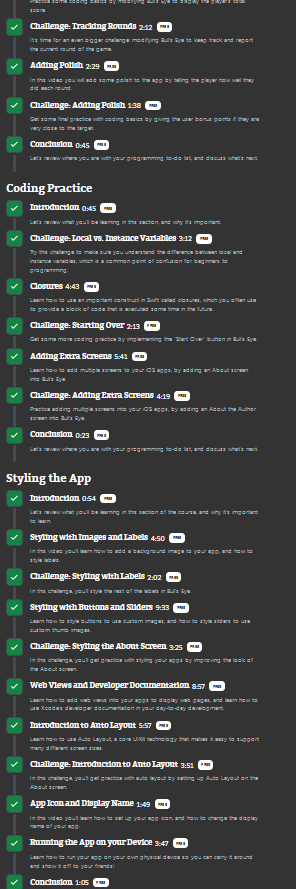 Practice some coding basics by modifying Bull's Eye to display the player's total
score.
Challenge: Tracking Rounds 2:12 FREE
It's time for an even bigger challenge: modifying Bull's Eye to keep track and report
the current round of the game.
Adding Polish 2:29 FREE
In this video you will add some polish to the app by telling the player how well they
did each round.
Challenge: Adding Polish 1:38 FREE
Get some final practice with coding basics by giving the user bonus points if they are
very close to the target.
Conclusion 0:45 FREE
Let's review where you are with your programming to-do list, and discuss what's next.
Coding Practice
Introduction 0:45 FREE
Let's review what you'll be learning in this section, and why it's important.
Challenge: Local vs. Instance Variables 3:12 FREE
Try this challenge to make sure you understand the difference between local and
instance variables, which is a common point of confusion for beginners to
programming.
Closures 4:43 FREE
Learn how to use an important construct in Swift called closures, which you often use
to provide a block of code that is executed some time in the future.
Challenge: Starting Over 2:13 FREE
Get some more coding practice by implementing the "Start Over" button in Bull's Eye.
Adding Extra Screens 5:41 FREE
Learn how to add multiple screens to your iOS apps, by adding an About screen
into Bull's Eye.
Challenge: Adding Extra Screens 4:19 FREE
Practice adding multiple screens into your iOS apps, by adding an About the Author
screen into Bull's Eye.
Conclusion 0:23 FREE
Let's review where you are with your programming to-do list, and discuss what's next.
Styling the App
Introduction 0:54 FREE
Let's review what you'll be learning in this section of the course, and why it's important
to learn.
Styling with Images and Labels 4:50 FREE
In this video you'll learn how to add a background image to your app, and how to
style labels.
Challenge: Styling with Labels 2:02 FREE
In this challenge, you'll style the rest of the labels in Bull's Eye.
Styling with Buttons and Sliders 9:33 FREE
Learn how to style buttons to use custom images, and how to style sliders to use
custom thumb images.
Challenge: Styling the About Screen 3:25 FREE
In this challenge, you'll get practice with styling your apps by improving the look of
the About screen.
Web Views and Developer Documentation 8:57 FREE
Learn how to add web views into your apps to display web pages, and learn how to
use Xcode's developer documentation in your day-to-day development.
Introduction to Auto Layout 5:57 FREE
Learn how to use Auto Layout, a core UIKit technology that makes it easy to support
many different screen sizes.
Challenge: Introduction to Auto Layout 3:51 FREE
In this challenge, you'll get practice with auto layout by setting up Auto Layout on the
About Screen.
App Icon and Display Name 1:49 FREE
In this video you'll learn how to set up your app icon, and how to change the display
name of your app.
Running the App on your Device 3:47 FREE
Learn how to run your app on your own physical device so you can carry it around
and show it off to your friends!
Conclusion 1:05 FREE